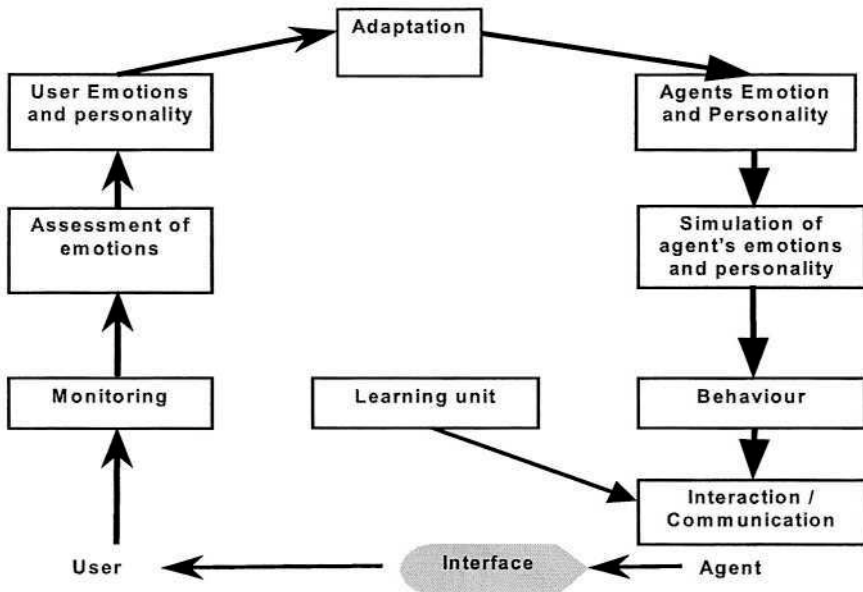 Adaptation
User Emotions
and personality
Agents Emotion
and Personality
Assessment of
emotions
Simulation of
agent's emotions
and personality
Monitoring
Learning unit
Behaviour
Interaction /
Communication
User
Interface
Agent